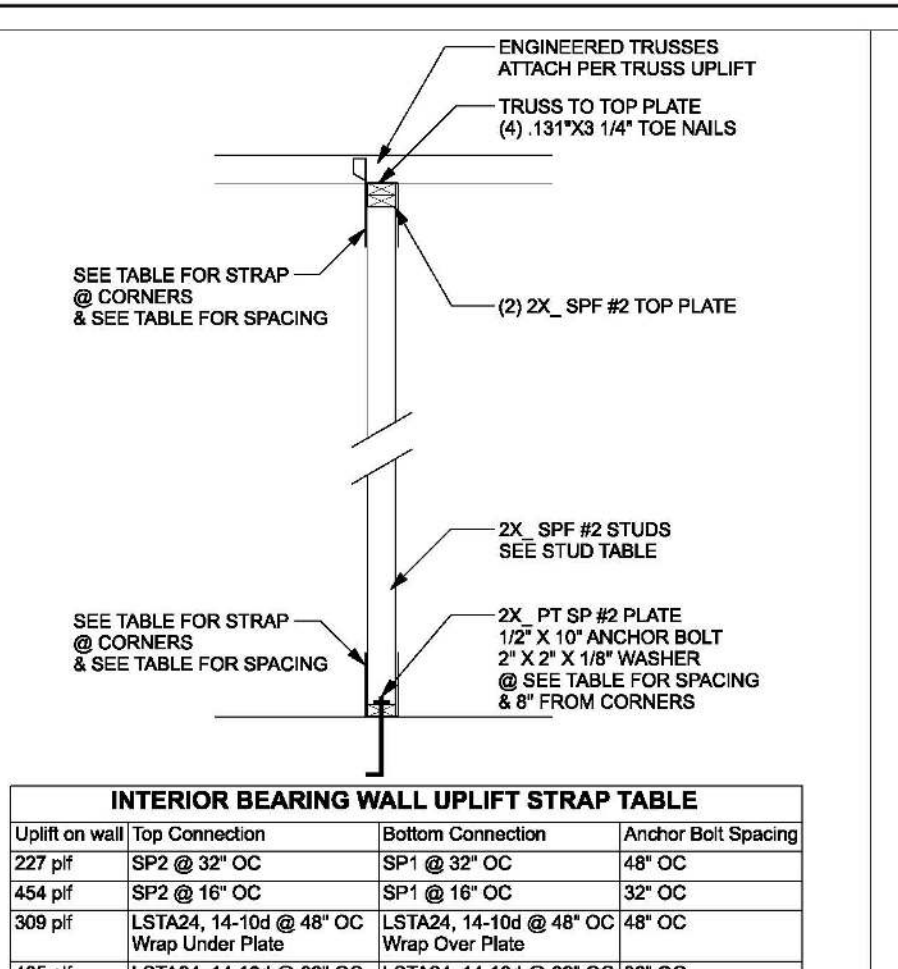 ENGINEERED TRUSSES
ATTACH PER TRUSS UPLIFT
TRUSS TO TOP PLATE
(4) .131"X3 1/4" TOE NAILS
SEE TABLE FOR STRAP
@ CORNERS
& SEE TABLE FOR SPACING
(2) 2X_ SPF #2 TOP PLATE
2X_ SPF #2 STUDS
SEE STUD TABLE
SEE TABLE FOR STRAP
@ CORNERS
& SEE TABLE FOR SPACING
2X_ PT SP #2 PLATE
1/2" X 10" ANCHOR BOLT
2" X 2" X 1/8" WASHER
@ SEE TABLE FOR SPACING
& 8" FROM CORNERS
INTERIOR BEARING WALL UPLIFT STRAP TABLE
Uplift on wall Top Connection Bottom Connection Anchor Bolt Spacing
227 plf SP2 @ 32" OC SP1 @ 32" OC 48" OC
454 plf SP2 @ 16" OC SP1 @ 16" OC 32" OC
309 plf LSTA24, 14-10d @ 48" OC LSTA24, 14-10d @ 48" OC 48" OC
Wrap Under Plate Wrap Over Plate